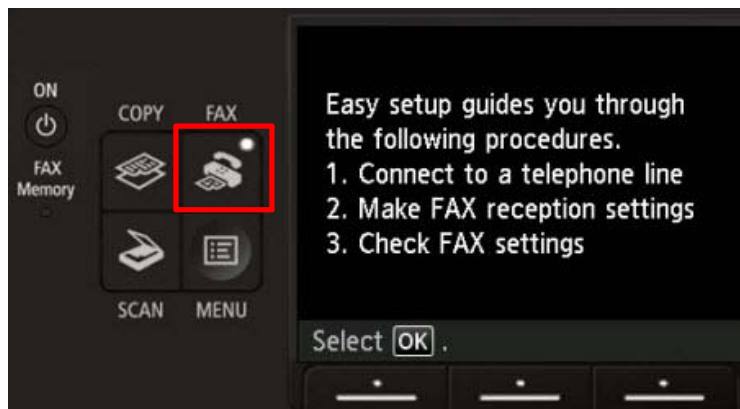 ON
FAX
Memory
COPY
FAX
SCAN
MENU
Easy setup guides you through
the following procedures.
1. Connect to a telephone line
2. Make FAX reception settings
3. Check FAX settings
Select OK .